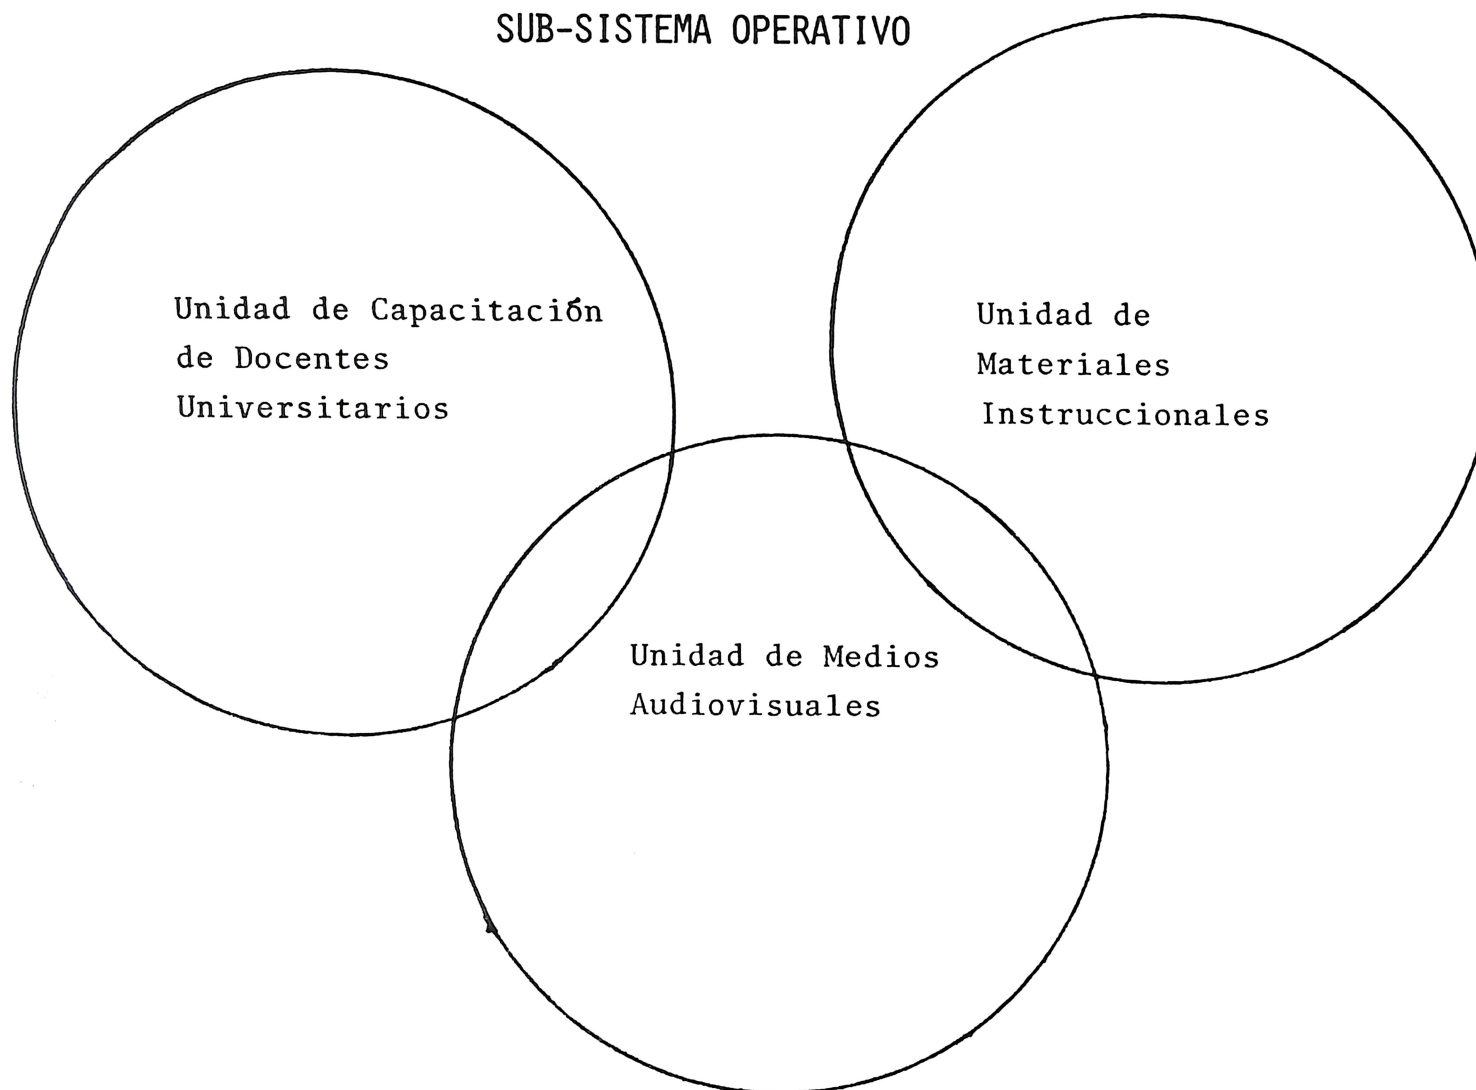 SUB-SISTEMA OPERATIVO
Unidad de Capacitación
de Docentes
Universitarios
Unidad de
Materiales
Instruccionales
Unidad de Medios
Audiovisuales